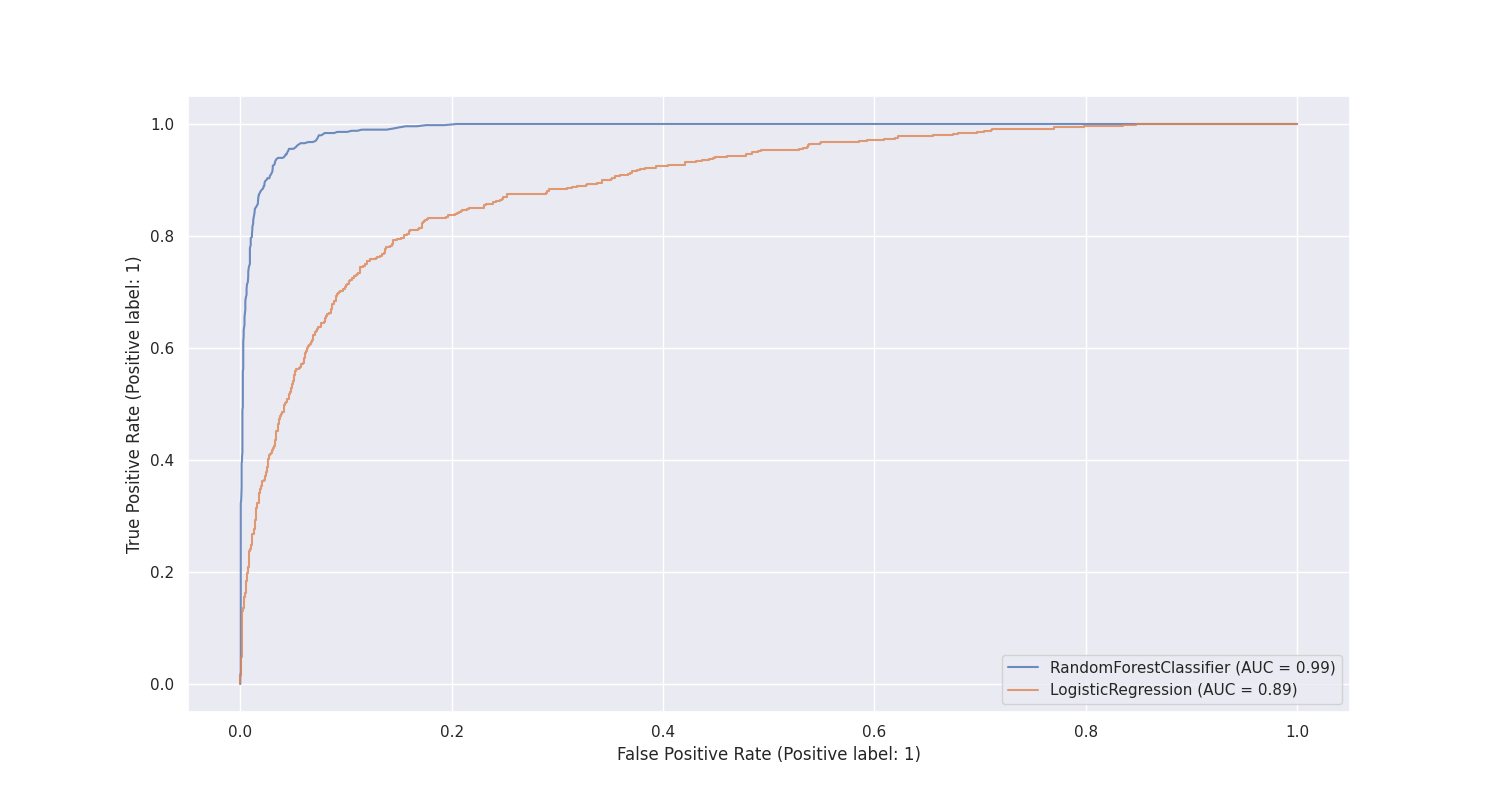 1.0
0.8
0.6
0.4
0.2
0.0
True Positive Rate (Positive label: 1)
RandomForestClassifier (AUC = 0.99)
LogisticRegression (AUC = 0.89)
0.0 0.2 0.4 0.6 0.8 1.0
False Positive Rate (Positive label: 1)